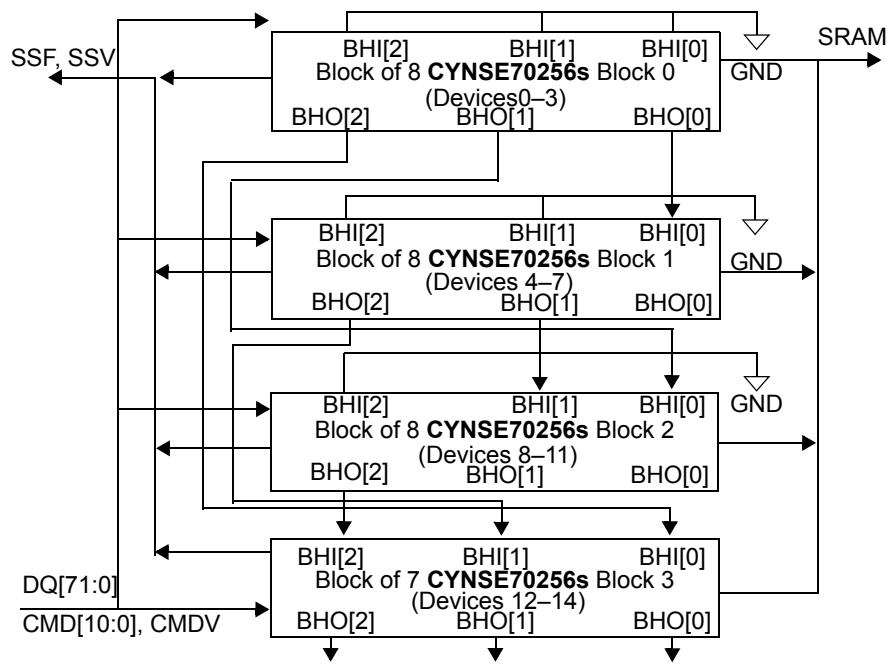 SSF, SSV
SRAM
BHI[2] BHI[1] BHI[0]
Block of 8 CYNSE70256s Block 0
GND
(Devices0–3)
BHO[2] BHO[1] BHO[0]
BHI[2] BHI[1] BHI[0]
Block of 8 CYNSE70256s Block 1
GND
(Devices 4–7)
BHO[2] BHO[1] BHO[0]
BHI[2] BHI[1] BHI[0]
GND
Block of 8 CYNSE70256s Block 2
(Devices 8–11)
BHO[2] BHO[1] BHO[0]
BHI[2] BHI[1] BHI[0]
Block of 7 CYNSE70256s Block 3
(Devices 12–14)
BHO[2] BHO[1] BHO[0]
DQ[71:0]
CMD[10:0], CMDV